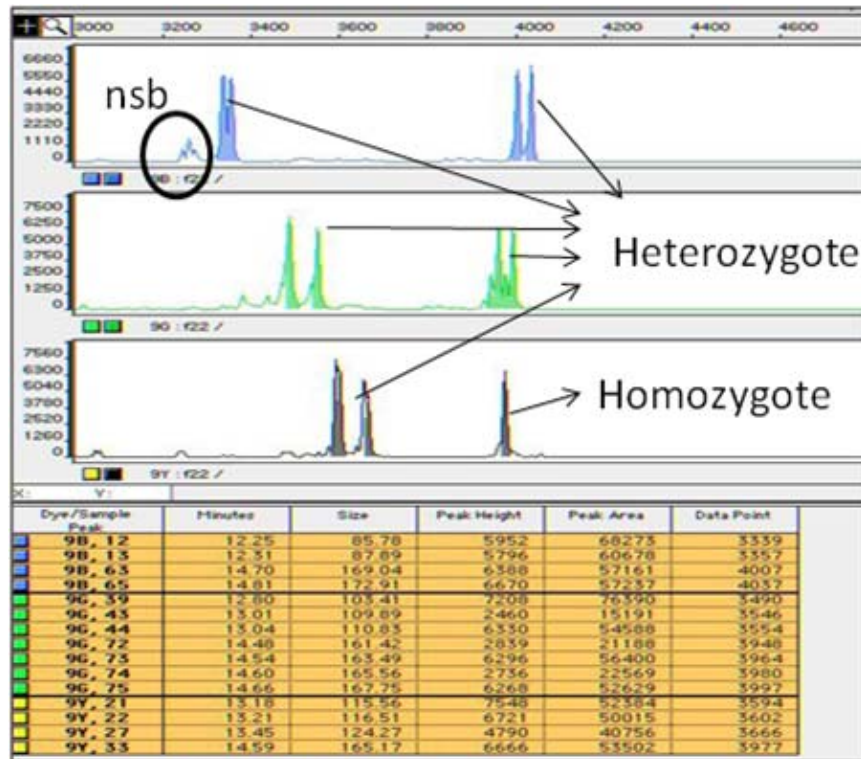 3000 3200 3400 3600 3800 4000 4200 4400 4600
6660
5550
4440
3330
2220
1110
0
nsb
9B : f22 /
7500
6250
5000
3750
2500
1250
0
Heterozygote
9G : f22 /
7560
6300
5040
3780
2520
1260
0
Homozygote
9Y : f22 /
X: Y:
Dye/Sample Peak Minutes Size Peak Height Peak Area Data Point
9B, 12 12.25 85.78 5952 68273 3339
9B, 13 12.31 87.89 5796 60678 3357
9B, 63 14.70 169.04 6388 57161 4007
9B, 65 14.81 172.91 6670 57237 4037
9G, 39 12.80 103.41 7208 76390 3490
9G, 43 13.01 109.89 2460 15191 3546
9G, 44 13.04 110.83 6330 54588 3554
9G, 72 14.48 161.42 2839 21188 3948
9G, 73 14.54 163.49 6296 56400 3964
9G, 74 14.60 165.56 2736 22569 3980
9G, 75 14.66 167.75 6268 52629 3997
9Y, 21 13.18 115.56 7548 52384 3594
9Y, 22 13.21 116.51 6721 50015 3602
9Y, 27 13.45 124.27 4790 40756 3666
9Y, 33 14.59 165.17 6666 53502 3977